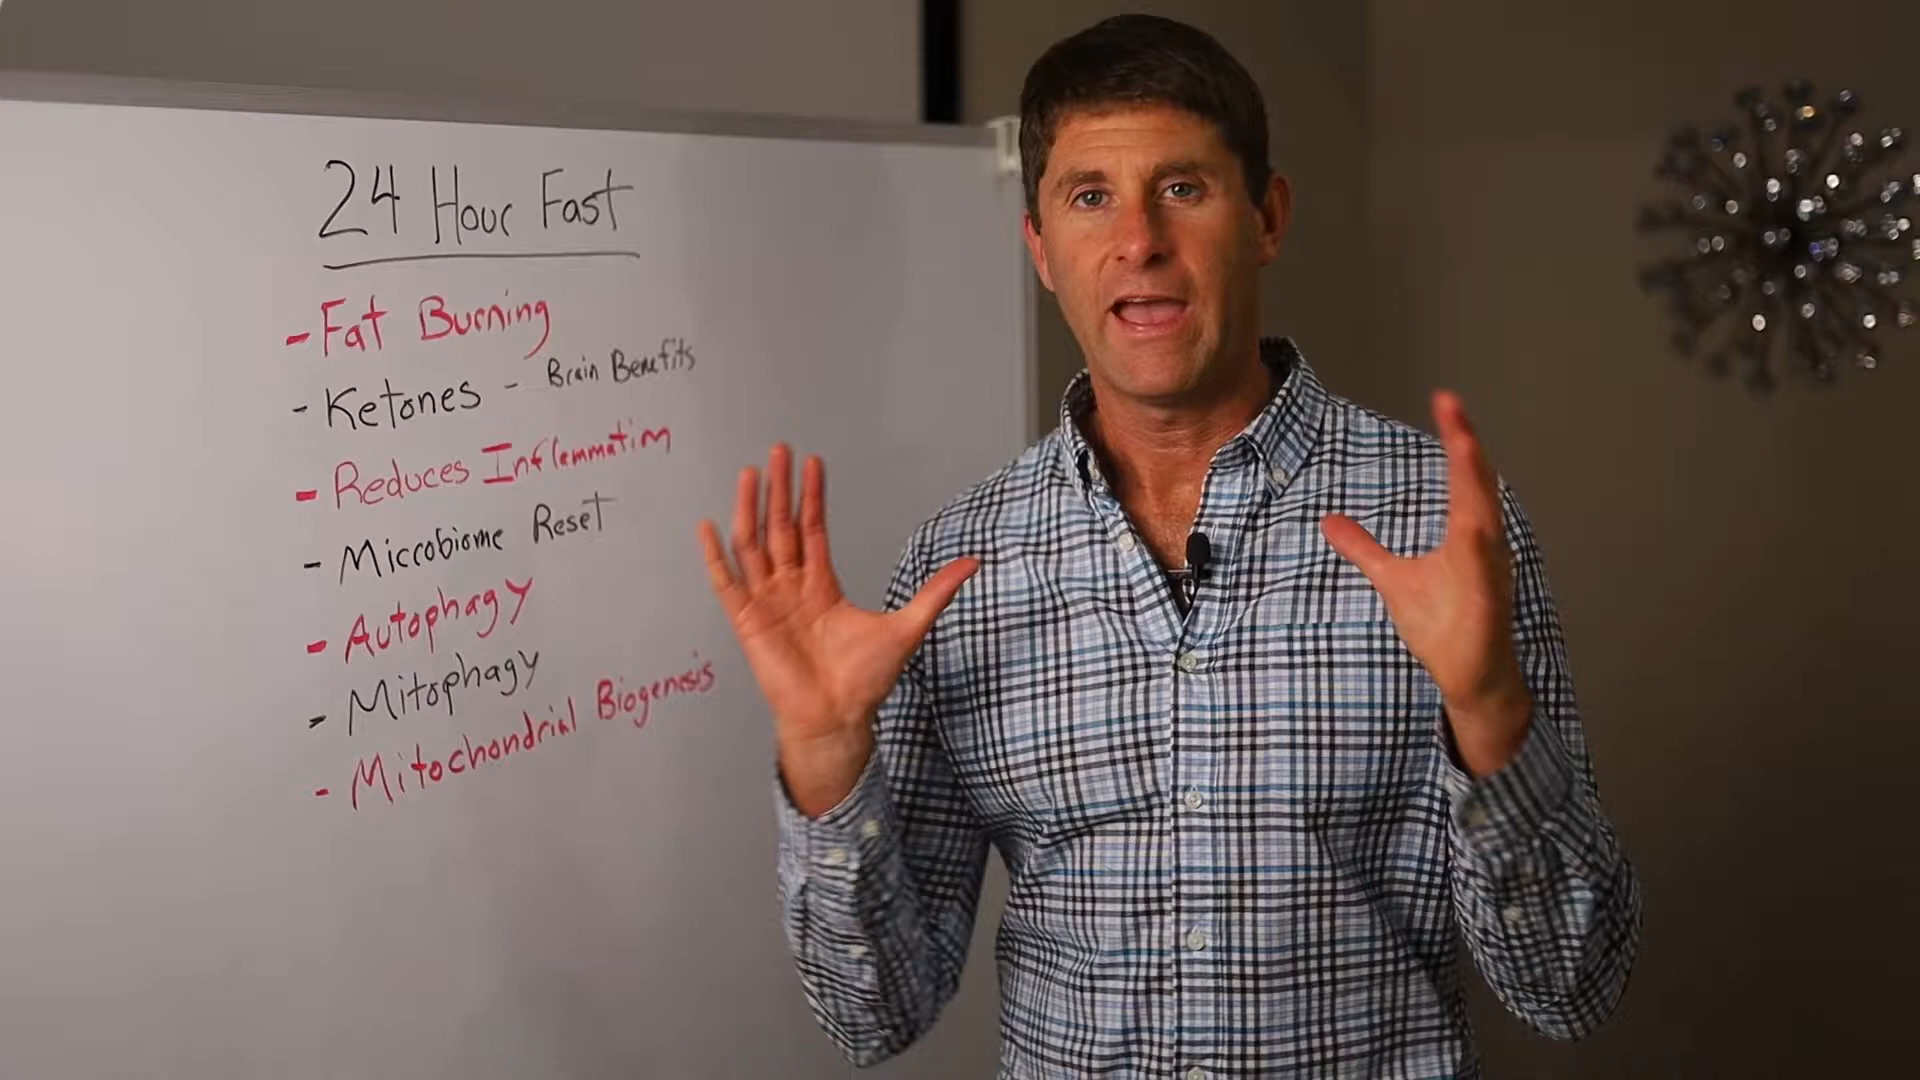 24 Hour Fast
- Fat Burning
- Ketones - Brain Benefits
- Reduces Inflammation
- Microbiome Reset
- Autophagy
- Mitophagy
- Mitochondrial Biogenesis